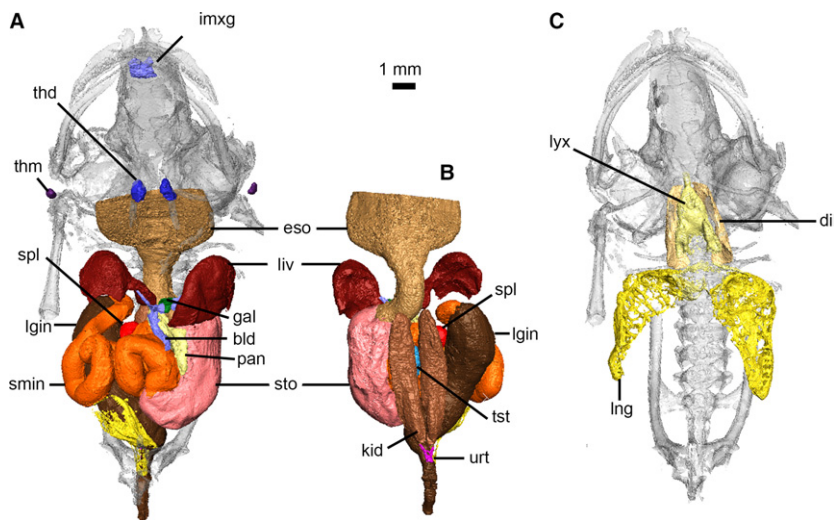 A
imxg
1 mm
thd
thm
eso
spl
liv
lgin
gal
bld
pan
smin
sto
B
spl
lgin
tst
kid
urt
C
lyx
di
lng